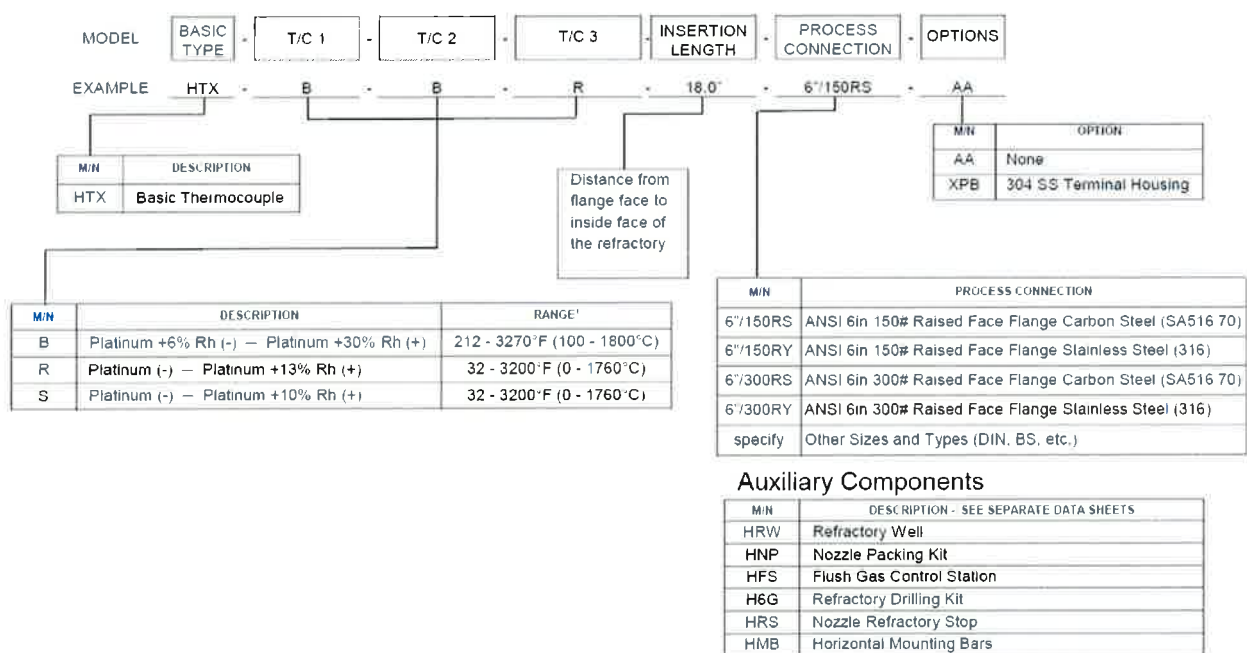 MODEL BASIC TYPE - T/C 1 - T/C 2 - T/C 3 - INSERTION LENGTH - PROCESS CONNECTION - OPTIONS
EXAMPLE HTX - B - B - R - 18.0" - 6"/150RS - AA
M/N DESCRIPTION
HTX Basic Thermocouple
Distance from
flange face to
inside face of
the refractory
M/N OPTION
AA None
XPB 304 SS Terminal Housing
M/N DESCRIPTION RANGE'
B Platinum +6% Rh (-) — Platinum +30% Rh (+) 212 - 3270°F (100 - 1800°C)
R Platinum (-) — Platinum +13% Rh (+) 32 - 3200°F (0 - 1760°C)
S Platinum (-) — Platinum +10% Rh (+) 32 - 3200°F (0 - 1760°C)
M/N PROCESS CONNECTION
6"/150RS ANSI 6in 150# Raised Face Flange Carbon Steel (SA516 70)
6"/150RY ANSI 6in 150# Raised Face Flange Stainless Steel (316)
6"/300RS ANSI 6in 300# Raised Face Flange Carbon Steel (SA516 70)
6"/300RY ANSI 6in 300# Raised Face Flange Stainless Steel (316)
specify Other Sizes and Types (DIN, BS, etc.)
Auxiliary Components
M/N DESCRIPTION - SEE SEPARATE DATA SHEETS
HRW Refractory Well
HNP Nozzle Packing Kit
HFS Flush Gas Control Station
H6G Refractory Drilling Kit
HRS Nozzle Refractory Stop
HMB Horizontal Mounting Bars